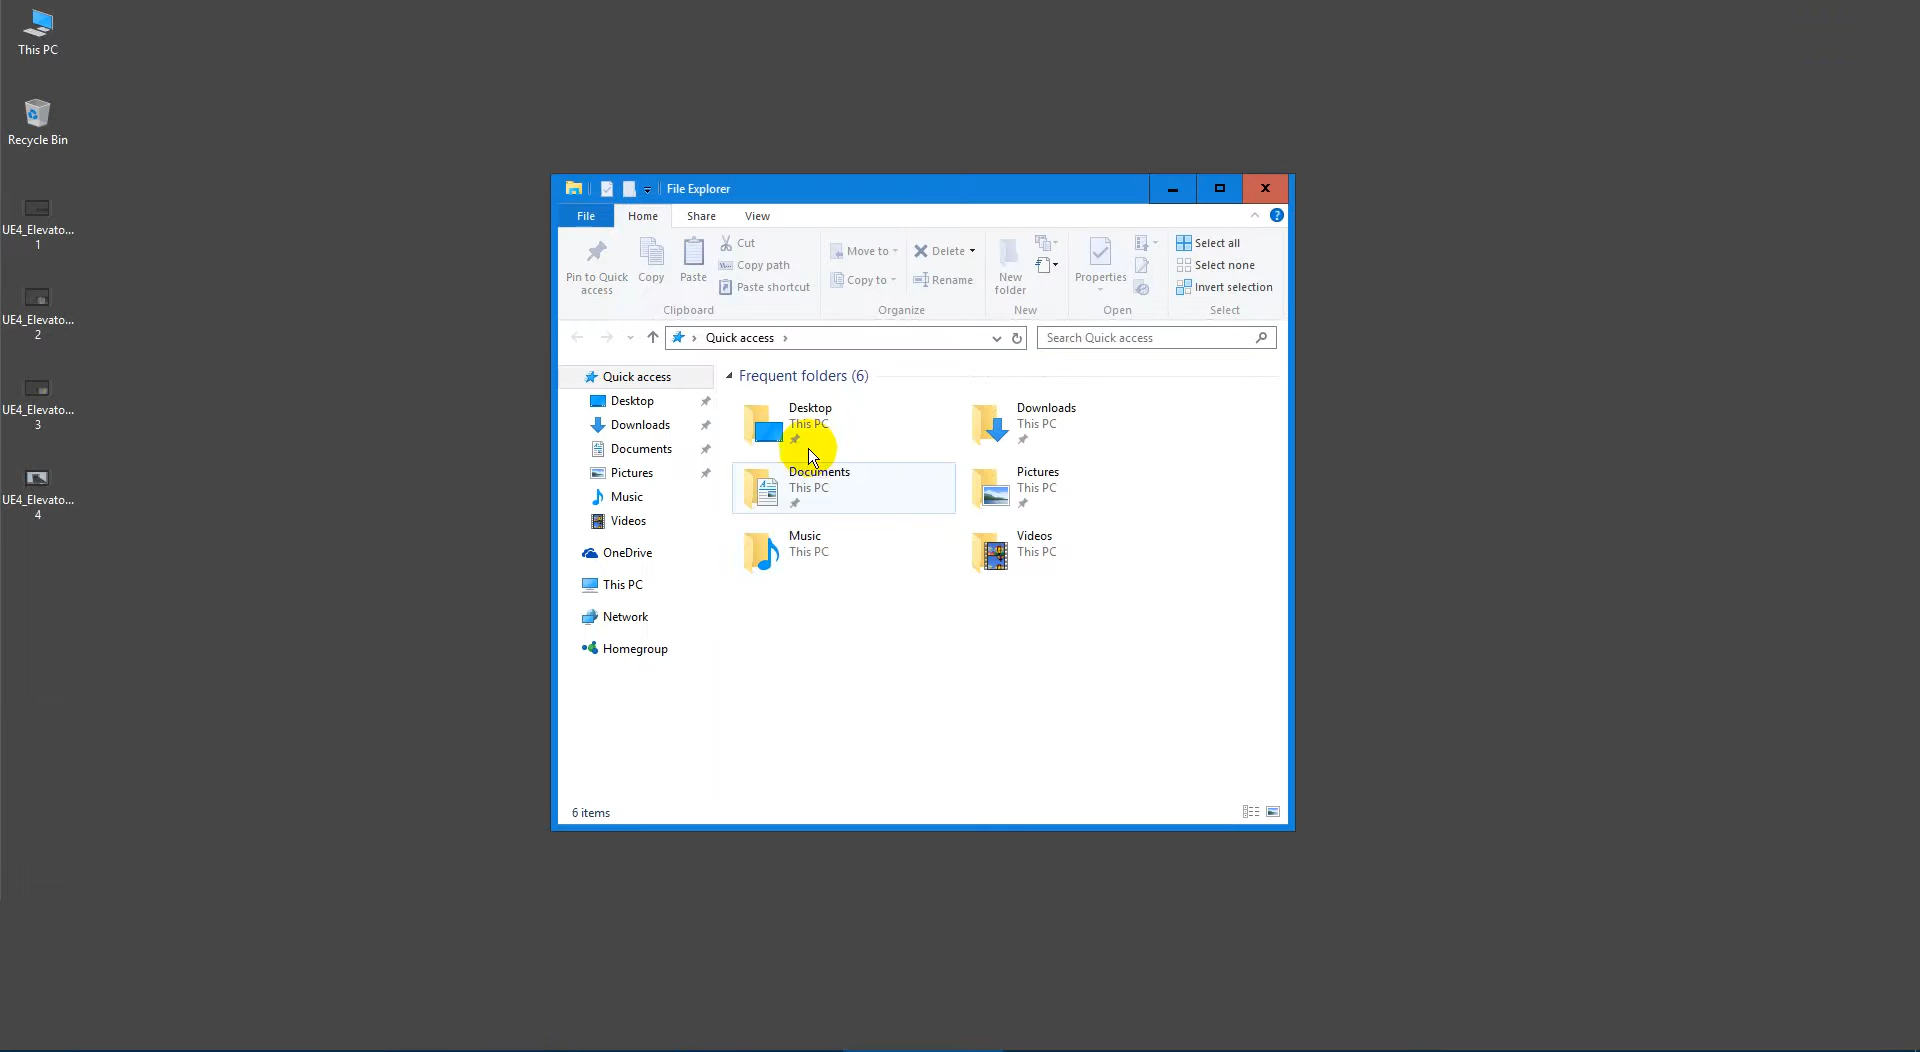 This PC
Recycle Bin
UE4_Elevato...
1
UE4_Elevato...
2
UE4_Elevato...
3
UE4_Elevato...
4
File Explorer
File
Home
Share
View
Pin to Quick
access
Copy
Paste
Cut
Copy path
Paste shortcut
Clipboard
Move to
Copy to
Delete
Rename
Organize
New
folder
New
Properties
Open
Select all
Select none
Invert selection
Select
Quick access
Search Quick access
Quick access
Desktop
Downloads
Documents
Pictures
Music
Videos
OneDrive
This PC
Network
Homegroup
Frequent folders (6)
Desktop
This PC
Downloads
This PC
Documents
This PC
Pictures
This PC
Music
This PC
Videos
This PC
6 items